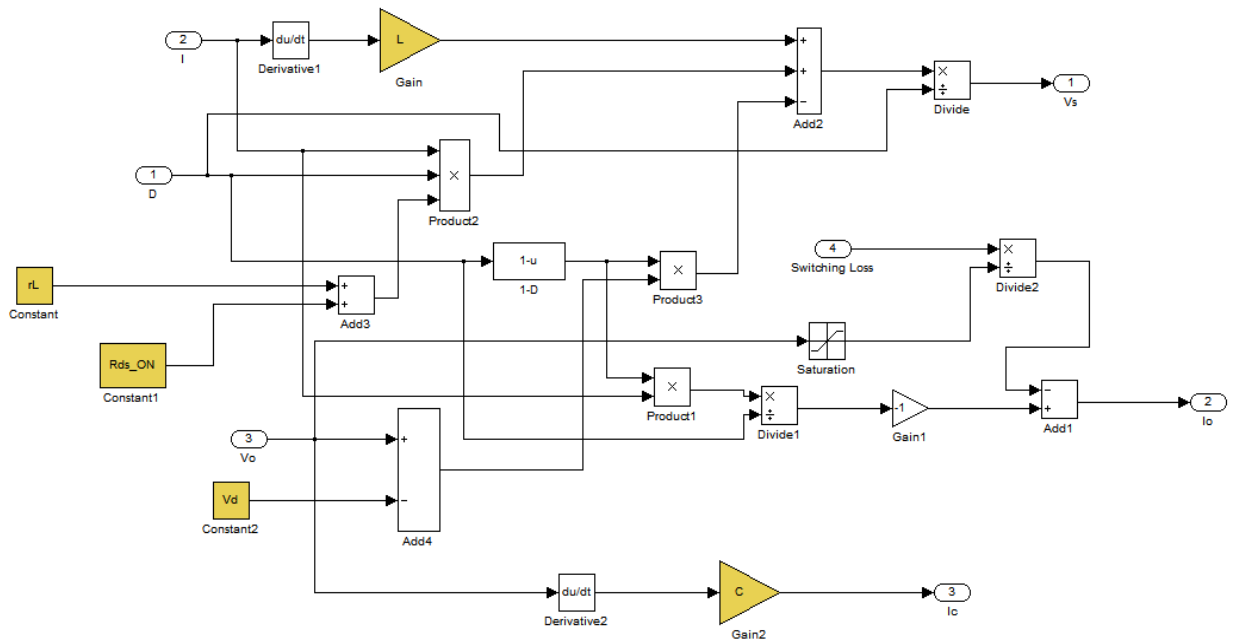 2
I
du/dt
Derivative1
L
Gain
+
+
−
Add2
×
÷
Divide
1
Vs
1
D
×
Product2
1-u
1-D
×
Product3
4
Switching Loss
×
÷
Divide2
rL
Constant
+
+
Add3
Rds_ON
Constant1
Saturation
×
Product1
×
÷
Divide1
-1
Gain1
−
+
Add1
2
Io
3
Vo
+
−
Add4
Vd
Constant2
du/dt
Derivative2
C
Gain2
3
Ic